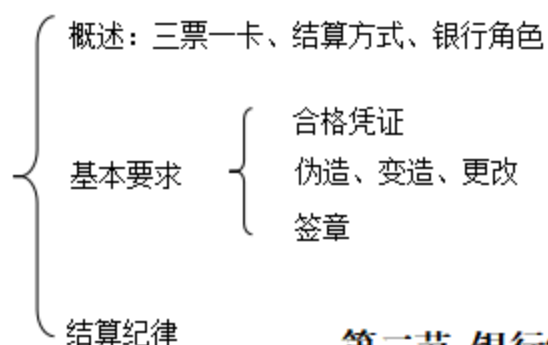 概述：三票一卡、结算方式、银行角色
合格凭证
基本要求
伪造、变造、更改
签章
结算纪律